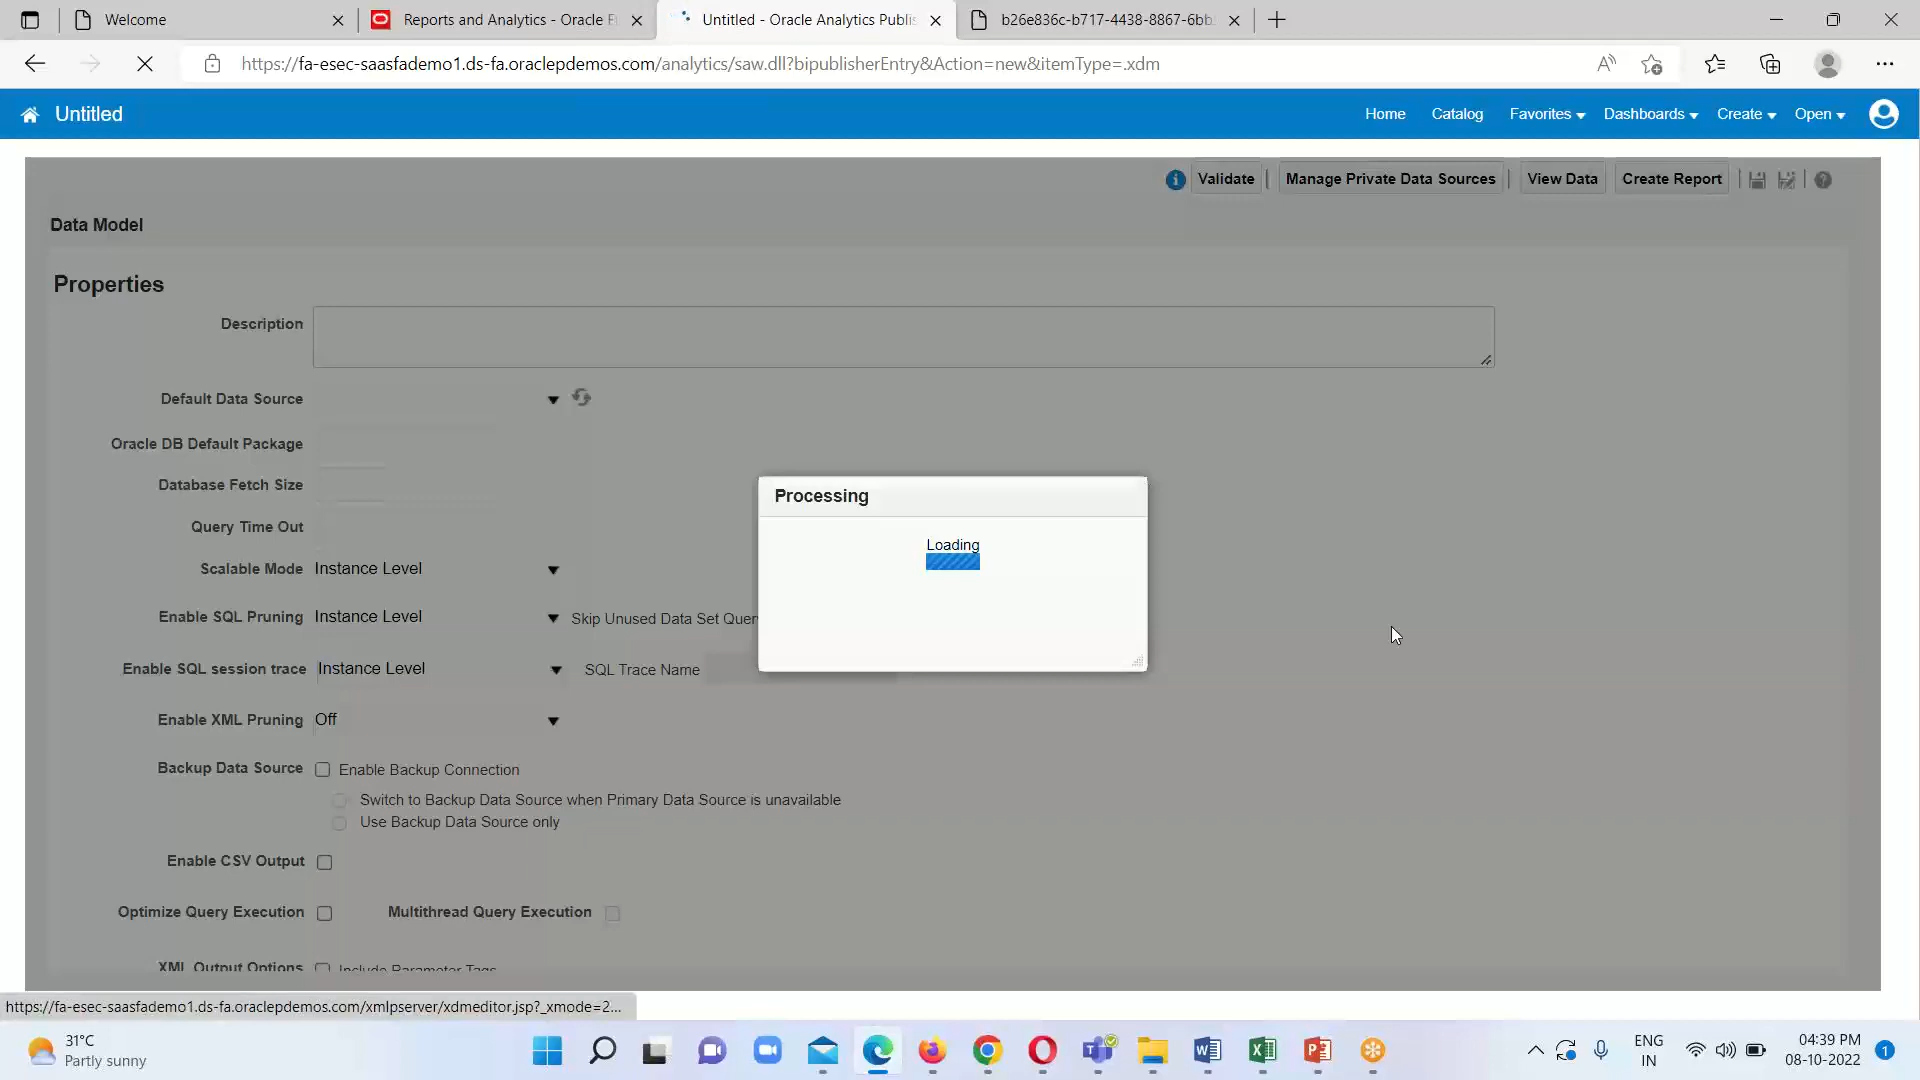 Welcome
Reports and Analytics - Oracle F
Untitled - Oracle Analytics Publis
b26e836c-b717-4438-8867-6bb
https://fa-esec-saasfademo1.ds-fa.oraclepdemos.com/analytics/saw.dll?bipublisherEntry&Action=new&itemType=.xdm
Untitled
Home Catalog Favorites Dashboards Create Open
Validate Manage Private Data Sources View Data Create Report
Data Model
Properties
Description
Default Data Source
Oracle DB Default Package
Database Fetch Size
Query Time Out
Scalable Mode Instance Level
Enable SQL Pruning Instance Level Skip Unused Data Set Quer
Enable SQL session trace Instance Level SQL Trace Name
Enable XML Pruning Off
Backup Data Source Enable Backup Connection
Switch to Backup Data Source when Primary Data Source is unavailable
Use Backup Data Source only
Enable CSV Output
Optimize Query Execution Multithread Query Execution
XML Output Options Include Parameter Tags
Processing
Loading
https://fa-esec-saasfademo1.ds-fa.oraclepdemos.com/xmlpserver/xdmeditor.jsp?_xmode=2...
31°C
Partly sunny
ENG
IN
04:39 PM
08-10-2022
1